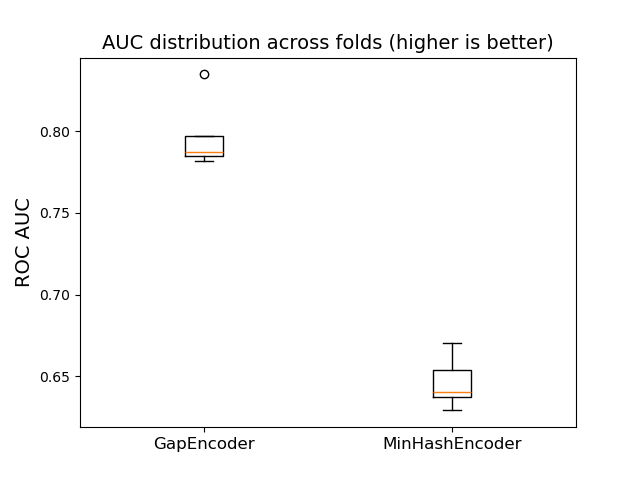 AUC distribution across folds (higher is better)
ROC AUC
0.80
0.75
0.70
0.65
GapEncoder
MinHashEncoder